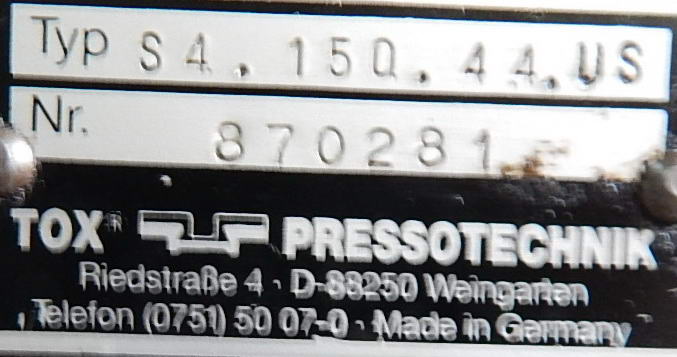 Typ S4.150.44.US
Nr. 870281
TOX® PRESSOTECHNIK
Riedstraße 4 · D-88250 Weingarten
Telefon (0751) 50 07-0 · Made in Germany